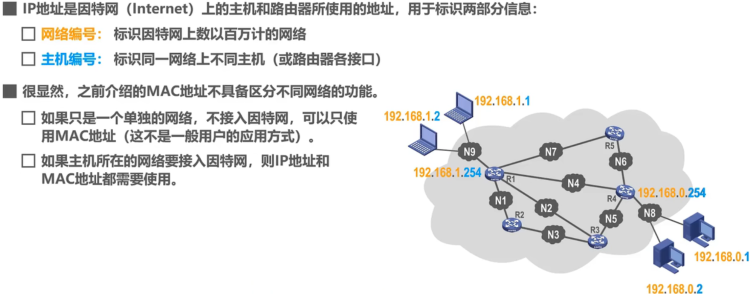 IP地址是因特网（Internet）上的主机和路由器所使用的地址，用于标识两部分信息：
网络编号：标识因特网上数以百万计的网络
主机编号：标识同一网络上不同主机（或路由器各接口）
很显然，之前介绍的MAC地址不具备区分不同网络的功能。
如果只是一个单独的网络，不接入因特网，可以只使
用MAC地址（这不是一般用户的应用方式）。
如果主机所在的网络要接入因特网，则IP地址和
MAC地址都需要使用。
192.168.1.1
192.168.1.2
N9
N7
R5
N6
192.168.1.254
R1
N4
R4
192.168.0.254
N1
N2
N5
N8
R2
N3
R3
192.168.0.1
192.168.0.2